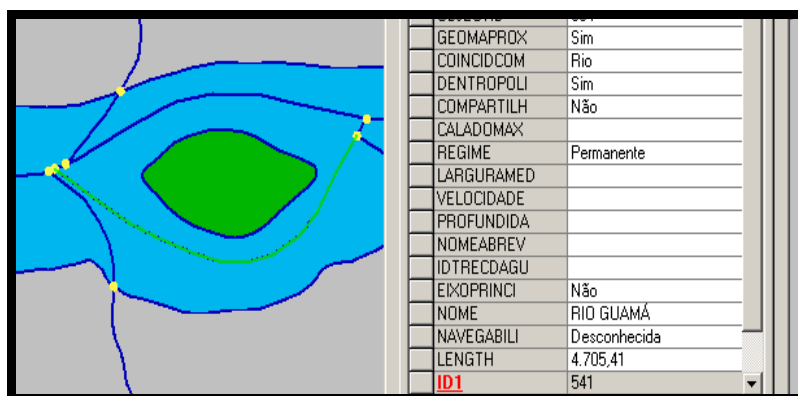 GEOMAPROX Sim
COINCIDCOM Rio
DENTROPOLI Sim
COMPARTILH Não
CALADOMAX
REGIME Permanente
LARGURAMED
VELOCIDADE
PROFUNDIDA
NOMEABREV
IDTRECDAGU
EIXOPRINCI Não
NOME RIO GUAMÁ
NAVEGABILI Desconhecida
LENGTH 4.705,41
ID1 541